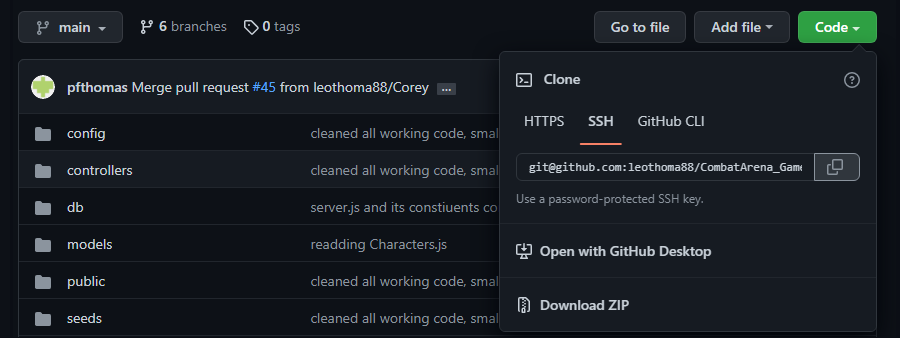 main 6 branches 0 tags Go to file Add file Code
pfthomas Merge pull request #45 from leothoma88/Corey ...
Clone
HTTPS SSH GitHub CLI
git@github.com:leothoma88/CombatArena_Game
Use a password-protected SSH key.
Open with GitHub Desktop
Download ZIP
config cleaned all working code, smal
controllers cleaned all working code, smal
db server.js and its constiuents co
models readding Characters.js
public cleaned all working code, smal
seeds cleaned all working code, smal